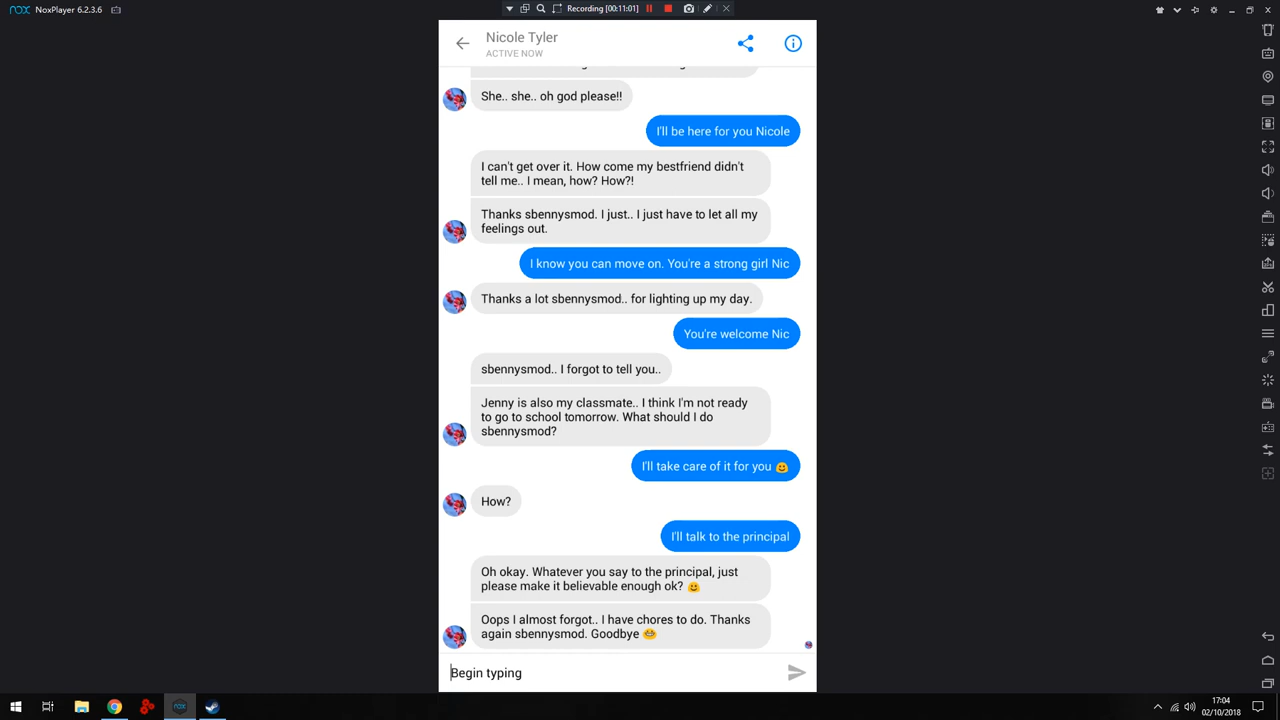 NoxPlayer 6.2.3.6
Recording [00:11:01]
Nicole Tyler
ACTIVE NOW
She.. she.. oh god please!!
I'll be here for you Nicole
I can't get over it. How come my bestfriend didn't
tell me.. I mean, how? How?!
Thanks sbennysmod. I just.. I just have to let all my
feelings out.
I know you can move on. You're a strong girl Nic
Thanks a lot sbennysmod.. for lighting up my day.
You're welcome Nic
sbennysmod.. I forgot to tell you..
Jenny is also my classmate.. I think I'm not ready
to go to school tomorrow. What should I do
sbennysmod?
I'll take care of it for you 😃
How?
I'll talk to the principal
Oh okay. Whatever you say to the principal, just
please make it believable enough ok? 😃
Oops I almost forgot.. I have chores to do. Thanks
again sbennysmod. Goodbye 😁
Begin typing
17:04
02/10/2018